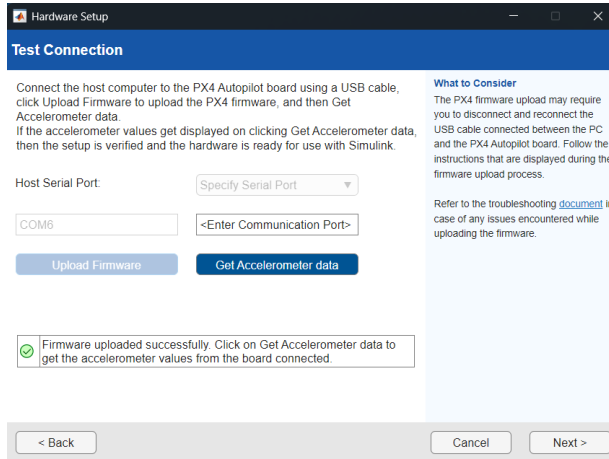 Hardware Setup
Test Connection
Connect the host computer to the PX4 Autopilot board using a USB cable,
click Upload Firmware to upload the PX4 firmware, and then Get
Accelerometer data.
If the accelerometer values get displayed on clicking Get Accelerometer data,
then the setup is verified and the hardware is ready for use with Simulink.
Host Serial Port:
Specify Serial Port
COM6
<Enter Communication Port>
Upload Firmware
Get Accelerometer data
Firmware uploaded successfully. Click on Get Accelerometer data to
get the accelerometer values from the board connected.
What to Consider
The PX4 firmware upload may require
you to disconnect and reconnect the
USB cable connected between the PC
and the PX4 Autopilot board. Follow the
instructions that are displayed during the
firmware upload process.
Refer to the troubleshooting document i
case of any issues encountered while
uploading the firmware.
< Back
Cancel
Next >